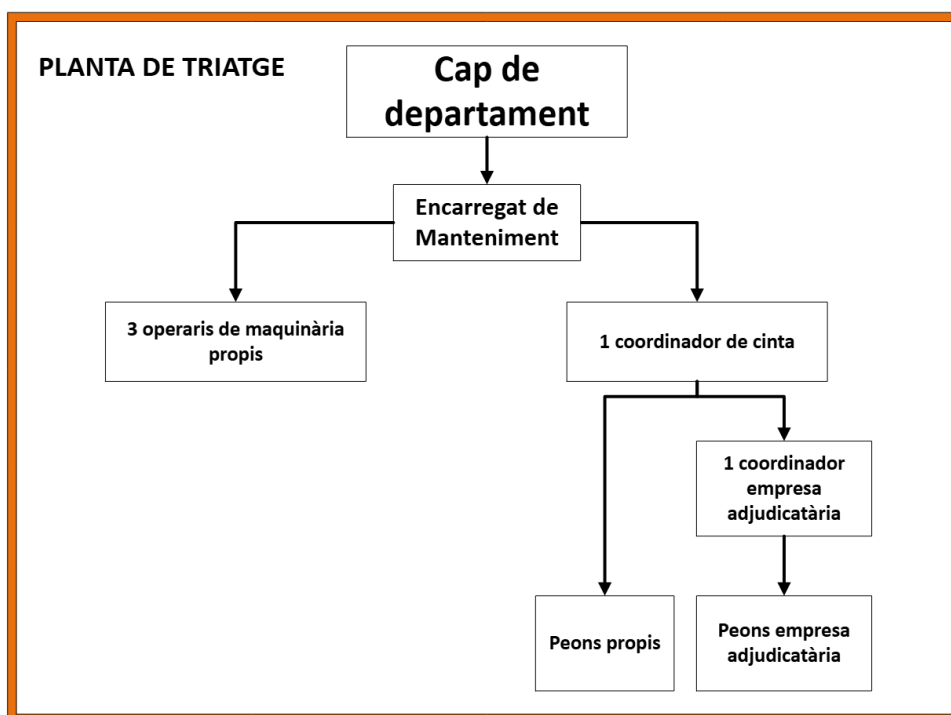 PLANTA DE TRIATGE
Cap de
departament
Encarregat de
Manteniment
3 operaris de maquinària
propis
1 coordinador de cinta
1 coordinador
empresa
adjudicatària
Peons propis
Peons empresa
adjudicatària